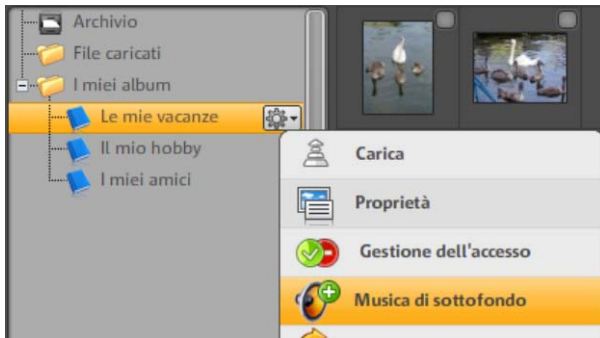 Archivio
File caricati
I miei album
Le mie vacanze
Il mio hobby
I miei amici
Carica
Proprietà
Gestione dell'accesso
Musica di sottofondo